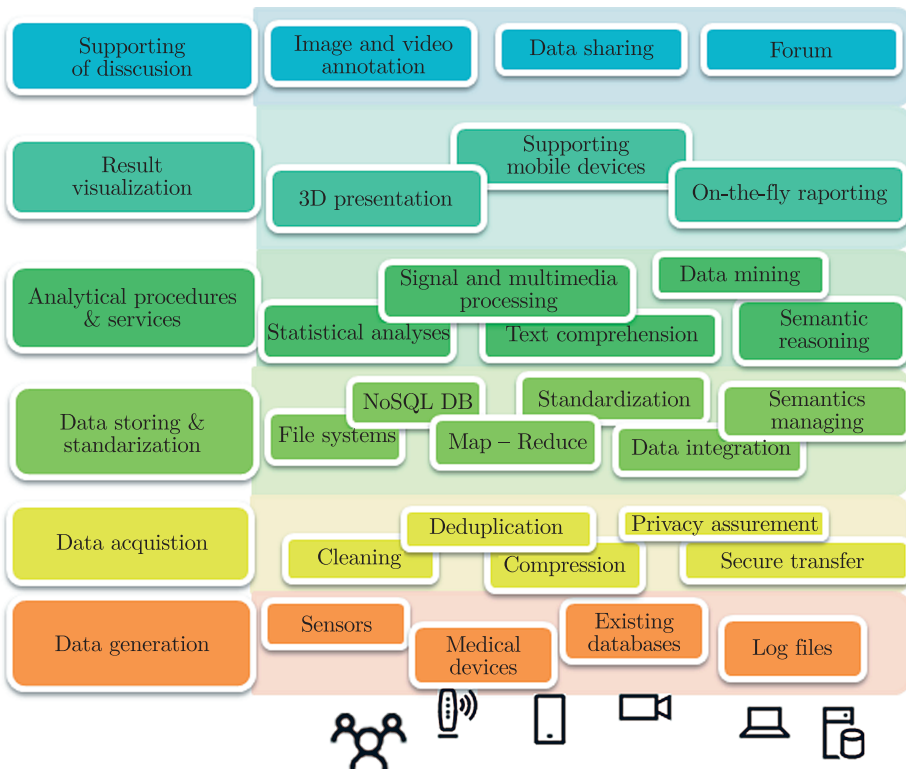 Supporting
of disscusion
Image and video
annotation
Data sharing
Forum
Result
visualization
3D presentation
Supporting
mobile devices
On-the-fly raporting
Analytical procedures
& services
Statistical analyses
Signal and multimedia
processing
Text comprehension
Data mining
Semantic
reasoning
Data storing &
standarization
File systems
NoSQL DB
Map – Reduce
Standardization
Data integration
Semantics
managing
Data acquistion
Cleaning
Deduplication
Compression
Privacy assurement
Secure transfer
Data generation
Sensors
Medical
devices
Existing
databases
Log files